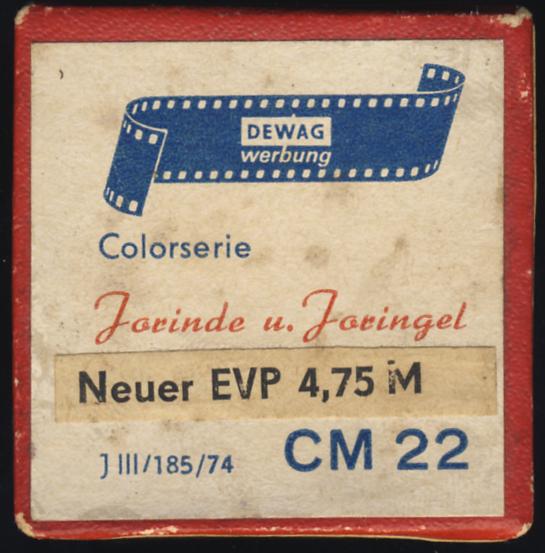 DEWAG
werbung
Colorserie
Jorinde u. Joringel
Neuer EVP 4,75 M
J III/185/74 CM 22